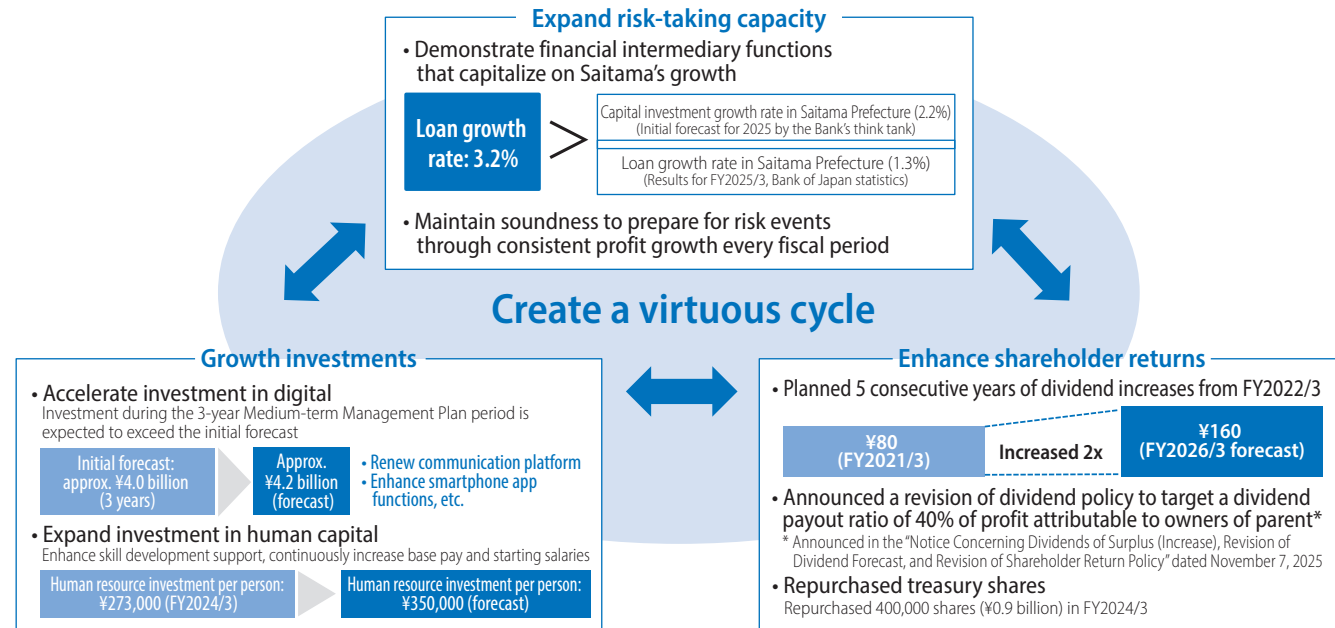 Expand risk-taking capacity
• Demonstrate financial intermediary functions
that capitalize on Saitama's growth
Loan growth
rate: 3.2%
>
Capital investment growth rate in Saitama Prefecture (2.2%)
(Initial forecast for 2025 by the Bank's think tank)
Loan growth rate in Saitama Prefecture (1.3%)
(Results for FY2025/3, Bank of Japan statistics)
• Maintain soundness to prepare for risk events
through consistent profit growth every fiscal period
Create a virtuous cycle
Growth investments
• Accelerate investment in digital
Investment during the 3-year Medium-term Management Plan period is
expected to exceed the initial forecast
Initial forecast:
approx. ¥4.0 billion
(3 years)
Approx.
¥4.2 billion
(forecast)
• Renew communication platform
• Enhance smartphone app
functions, etc.
• Expand investment in human capital
Enhance skill development support, continuously increase base pay and starting salaries
Human resource investment per person:
¥273,000 (FY2024/3)
Human resource investment per person:
¥350,000 (forecast)
Enhance shareholder returns
• Planned 5 consecutive years of dividend increases from FY2022/3
¥80
(FY2021/3)
Increased 2x
¥160
(FY2026/3 forecast)
• Announced a revision of dividend policy to target a dividend
payout ratio of 40% of profit attributable to owners of parent*
* Announced in the "Notice Concerning Dividends of Surplus (Increase), Revision of
Dividend Forecast, and Revision of Shareholder Return Policy" dated November 7, 2025
• Repurchased treasury shares
Repurchased 400,000 shares (¥0.9 billion) in FY2024/3